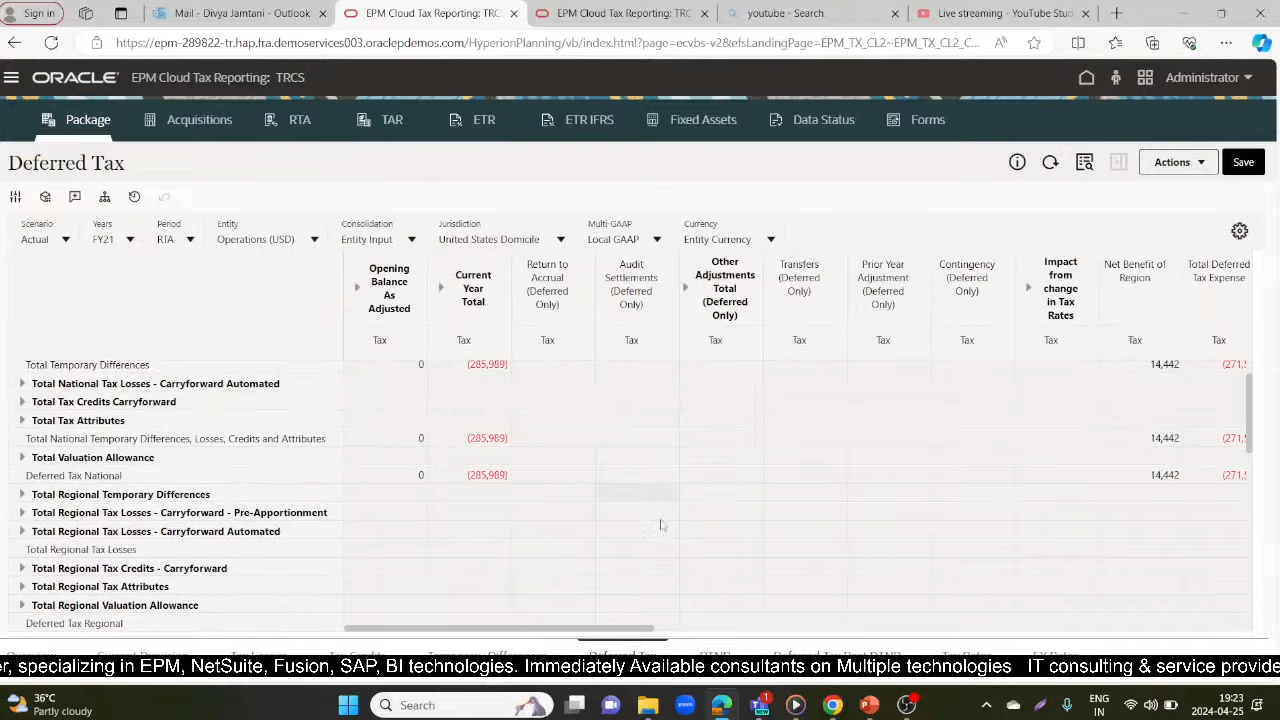 Sign in
Mail - Divya Jamtani - Outlook
EPM Cloud Tax Reporting: TRC
EPM Cloud Tax Reporting: TRC
youtube - Search
Live streaming - YouTube Stu
https://epm-289822-tr.hap.fra.demoservices003.oraclepdemos.com/HyperionPlanning/vb/index.html?page=ecvbs-v2&efsLandingPage=EPM_TX_CL2~EPM_TX_CL2_C...
ORACLE EPM Cloud Tax Reporting: TRCS
Administrator
Package Acquisitions RTA TAR ETR ETR IFRS Fixed Assets Data Status Forms
Deferred Tax
Actions Save
Scenario Years Period Entity Consolidation Jurisdiction Multi-GAAP Currency
Actual FY21 RTA Operations (USD) Entity Input United States Domicile Local GAAP Entity Currency
Opening Balance As Adjusted
Current Year Total
Return to Accrual (Deferred Only)
Audit Settlements (Deferred Only)
Other Adjustments Total (Deferred Only)
Transfers (Deferred Only)
Prior Year Adjustment (Deferred Only)
Contingency (Deferred Only)
Impact from change in Tax Rates
Net Benefit of Region
Total Deferred Tax Expense
Tax Tax Tax Tax Tax Tax Tax Tax Tax Tax Tax
Total Temporary Differences 0 (285,989) 14,442 (271,5
Total National Tax Losses - Carryforward Automated
Total Tax Credits Carryforward
Total Tax Attributes
Total National Temporary Differences, Losses, Credits and Attributes 0 (285,989) 14,442 (271,5
Total Valuation Allowance
Deferred Tax National 0 (285,989) 14,442 (271,5
Total Regional Temporary Differences
Total Regional Tax Losses - Carryforward - Pre-Apportionment
Total Regional Tax Losses - Carryforward Automated
Total Regional Tax Losses
Total Regional Tax Credits - Carryforward
Total Regional Tax Attributes
Total Regional Valuation Allowance
Deferred Tax Regional
er, specializing in EPM, NetSuite, Fusion, SAP, BI technologies. Immediately Available consultants on Multiple technologies IT consulting & service provide
36°C
Partly cloudy
Search
zoom
1
NEW
ENG
IN
19:23
2024-04-25